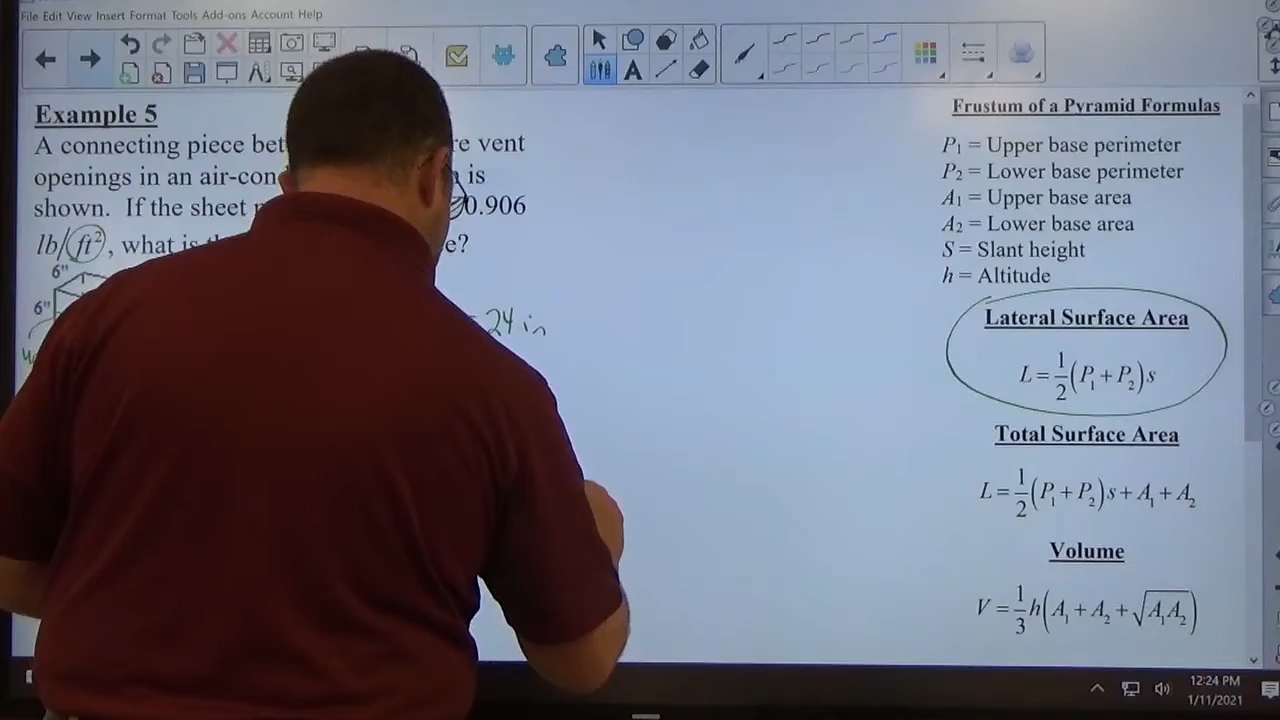 File Edit View Insert Format Tools Add-ons Account Help
Example 5
A connecting piece re vent
openings in an is
shown. If the sheet 0.906
lb/ft², what is
6"
6"
24 in
Frustum of a Pyramid Formulas
P₁ = Upper base perimeter
P₂ = Lower base perimeter
A₁ = Upper base area
A₂ = Lower base area
S = Slant height
h = Altitude
Lateral Surface Area
L = 1/2 (P₁ + P₂)s
Total Surface Area
L = 1/2 (P₁ + P₂)s + A₁ + A₂
Volume
V = 1/3 h(A₁ + A₂ + √A₁A₂)
12:24 PM
1/11/2021